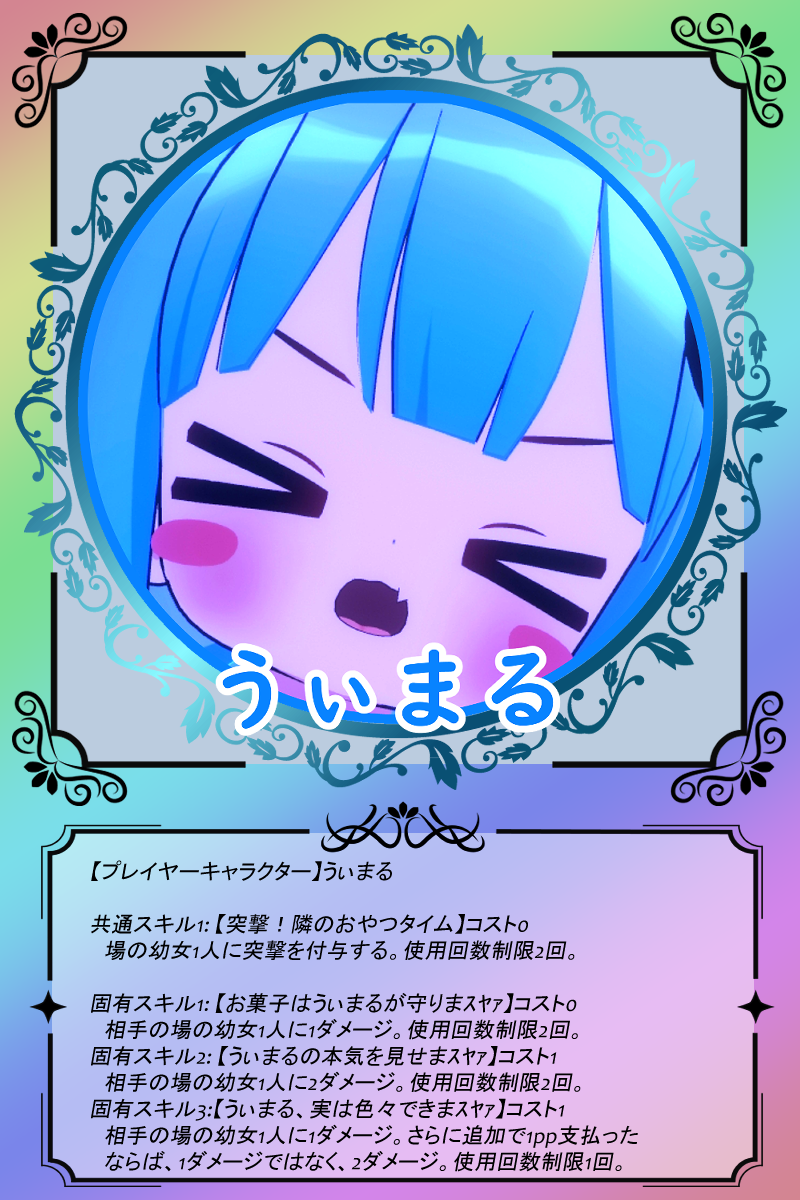 うぃまる
【プレイヤーキャラクター】うぃまる
共通スキル1:【突撃！隣のおやつタイム】コスト0
場の幼女1人に突撃を付与する。使用回数制限2回。
固有スキル1:【お菓子はうぃまるが守りまｽﾔｧ】コスト0
相手の場の幼女1人に1ダメージ。使用回数制限2回。
固有スキル2:【うぃまるの本気を見せまｽﾔｧ】コスト1
相手の場の幼女1人に2ダメージ。使用回数制限2回。
固有スキル3:【うぃまる、実は色々できまｽﾔｧ】コスト1
相手の場の幼女1人に1ダメージ。さらに追加で1pp支払った
ならば、1ダメージではなく、2ダメージ。使用回数制限1回。